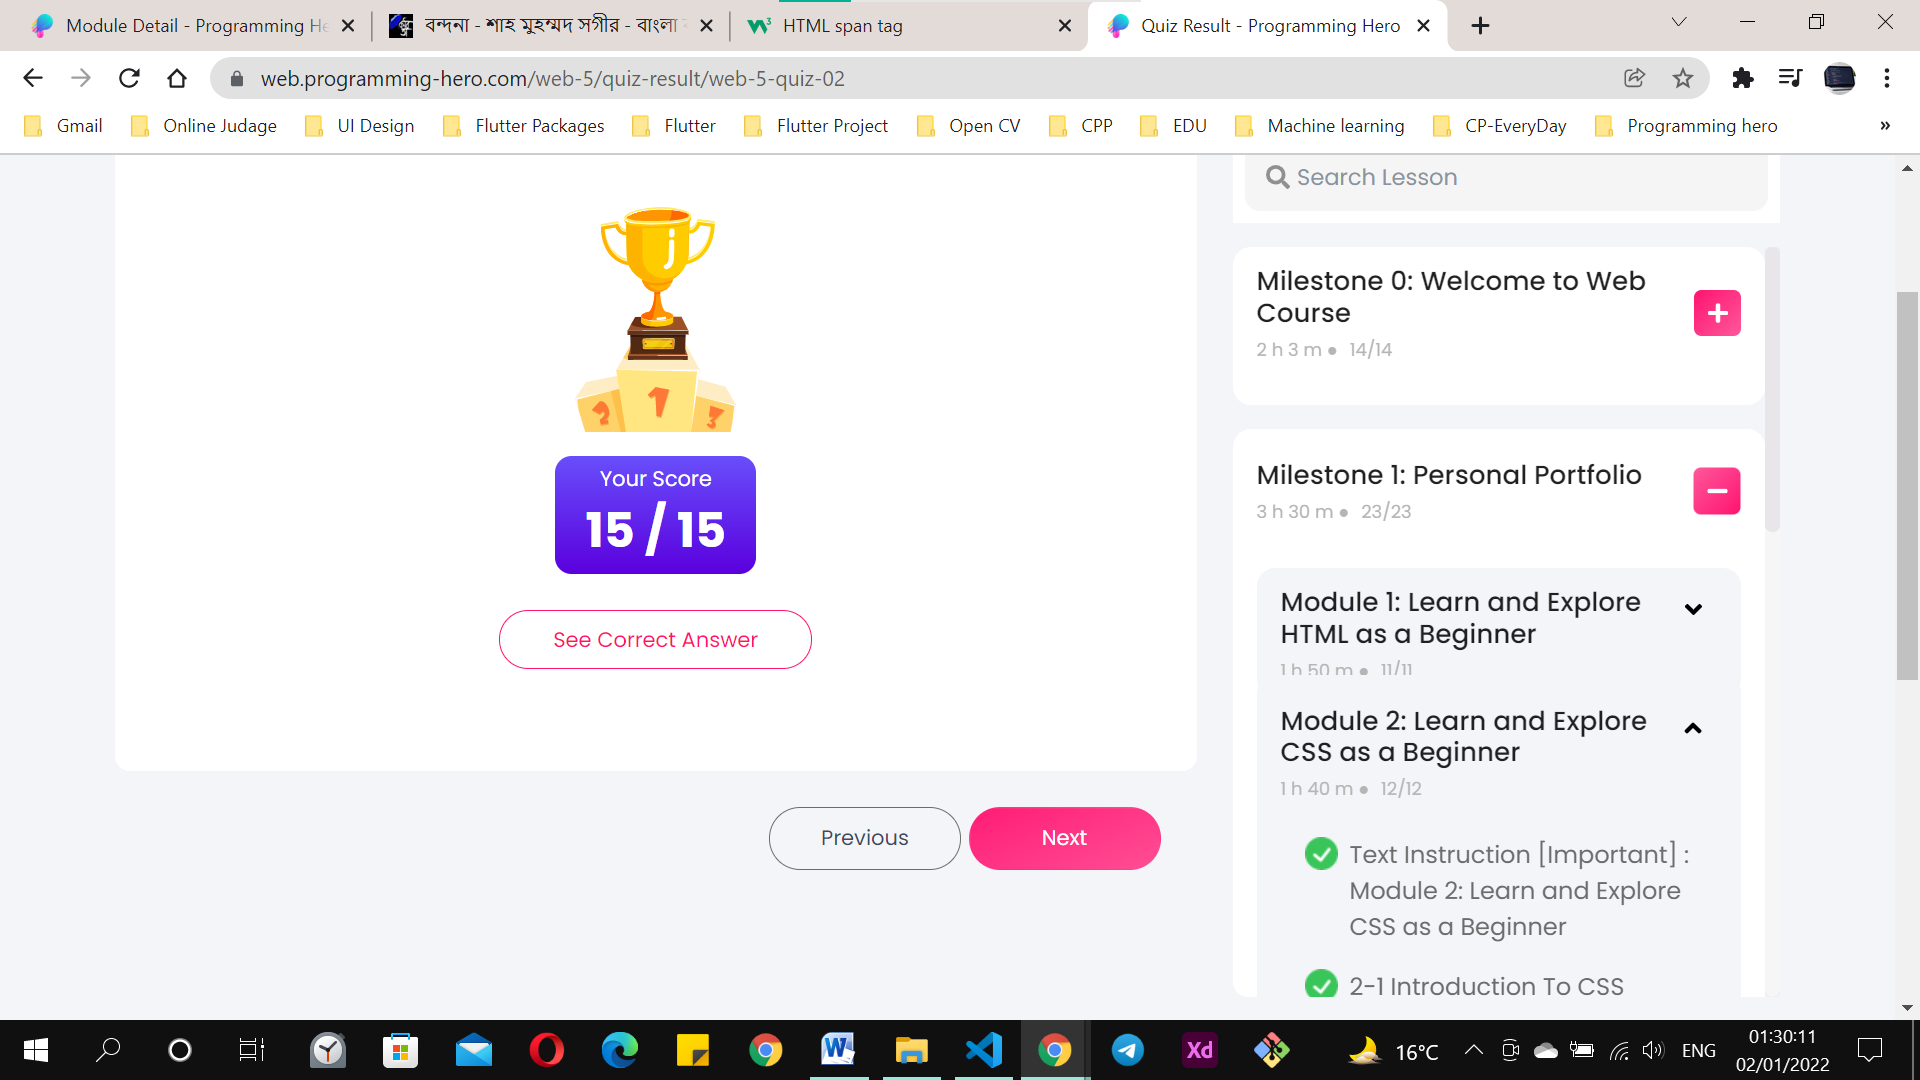 Module Detail - Programming He
বন্দনা - শাহ মুহম্মদ সগীর - বাংলা
HTML span tag
Quiz Result - Programming Hero
web.programming-hero.com/web-5/quiz-result/web-5-quiz-02
Gmail
Online Judage
UI Design
Flutter Packages
Flutter
Flutter Project
Open CV
CPP
EDU
Machine learning
CP-EveryDay
Programming hero
»
Your Score
15 / 15
See Correct Answer
Previous
Next
Search Lesson
Milestone 0: Welcome to Web
Course
2 h 3 m ● 14/14
Milestone 1: Personal Portfolio
3 h 30 m ● 23/23
Module 1: Learn and Explore
HTML as a Beginner
1 h 50 m ● 11/11
Module 2: Learn and Explore
CSS as a Beginner
1 h 40 m ● 12/12
Text Instruction [Important] :
Module 2: Learn and Explore
CSS as a Beginner
2-1 Introduction To CSS
Xd
16°C
ENG
01:30:11
02/01/2022